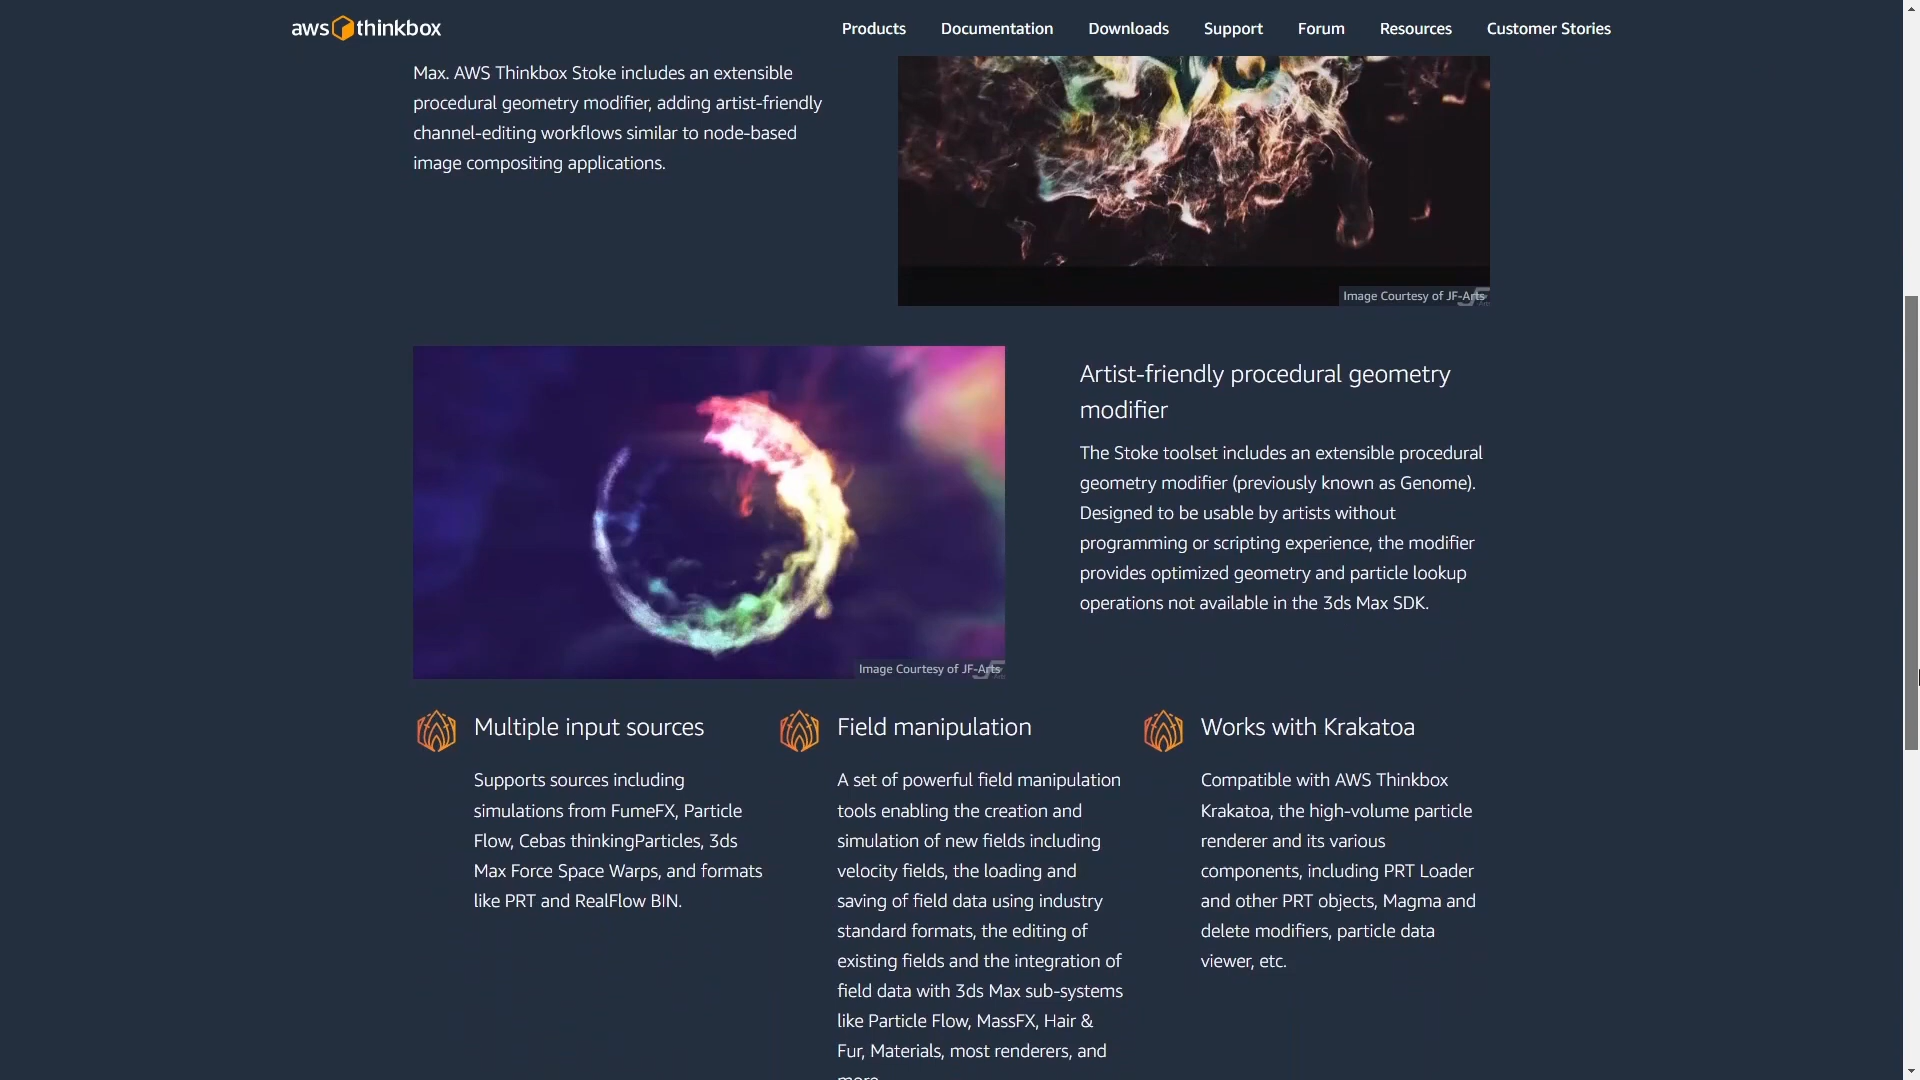 aws thinkbox
Products Documentation Downloads Support Forum Resources Customer Stories
Max. AWS Thinkbox Stoke includes an extensible
procedural geometry modifier, adding artist-friendly
channel-editing workflows similar to node-based
image compositing applications.
Image Courtesy of JF-Arts
Artist-friendly procedural geometry
modifier
The Stoke toolset includes an extensible procedural
geometry modifier (previously known as Genome).
Designed to be usable by artists without
programming or scripting experience, the modifier
provides optimized geometry and particle lookup
operations not available in the 3ds Max SDK.
Image Courtesy of JF-Arts
Multiple input sources
Supports sources including
simulations from FumeFX, Particle
Flow, Cebas thinkingParticles, 3ds
Max Force Space Warps, and formats
like PRT and RealFlow BIN.
Field manipulation
A set of powerful field manipulation
tools enabling the creation and
simulation of new fields including
velocity fields, the loading and
saving of field data using industry
standard formats, the editing of
existing fields and the integration of
field data with 3ds Max sub-systems
like Particle Flow, MassFX, Hair &
Fur, Materials, most renderers, and
Works with Krakatoa
Compatible with AWS Thinkbox
Krakatoa, the high-volume particle
renderer and its various
components, including PRT Loader
and other PRT objects, Magma and
delete modifiers, particle data
viewer, etc.